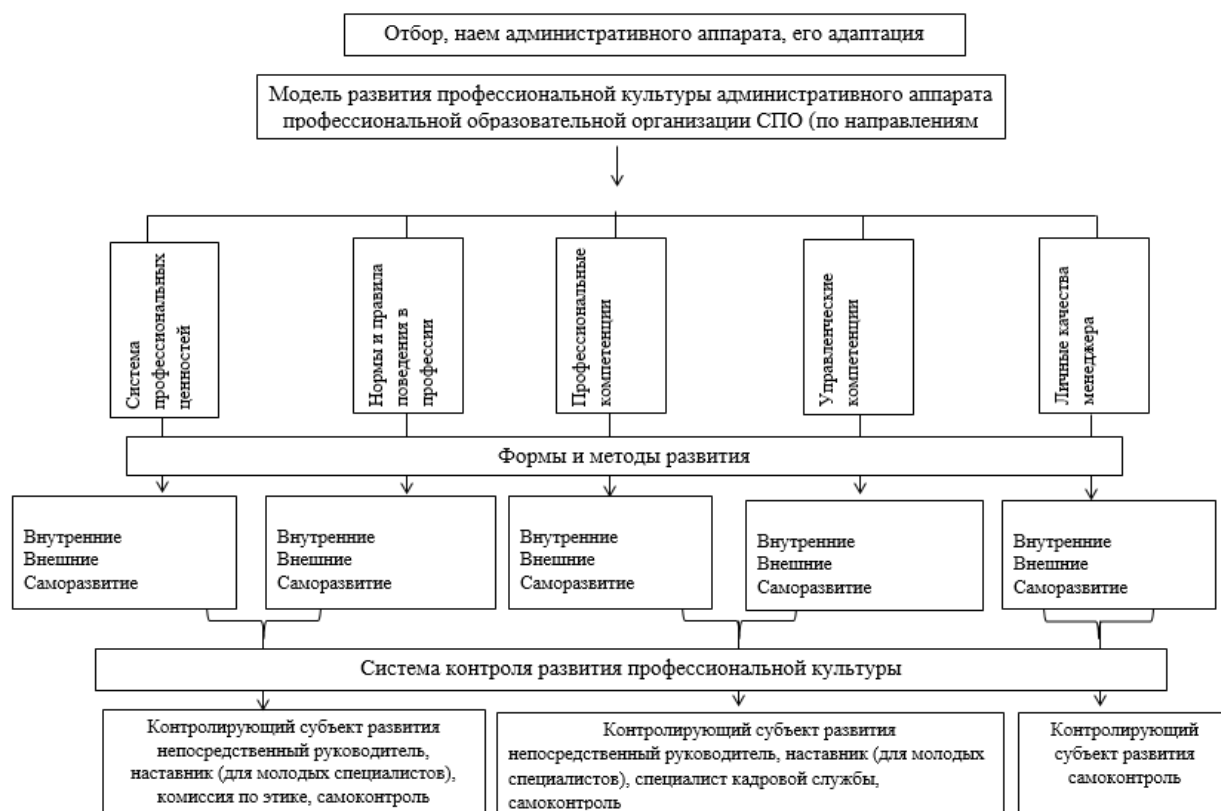 Отбор, наем административного аппарата, его адаптация
Модель развития профессиональной культуры административного аппарата
профессиональной образовательной организации СПО (по направлениям
Система
профессиональных
ценностей
Нормы и правила
поведения в
профессии
Профессиональные
компетенции
Управленческие
компетенции
Личные качества
менеджера
Формы и методы развития
Внутренние
Внешние
Саморазвитие
Внутренние
Внешние
Саморазвитие
Внутренние
Внешние
Саморазвитие
Внутренние
Внешние
Саморазвитие
Внутренние
Внешние
Саморазвитие
Система контроля развития профессиональной культуры
Контролирующий субъект развития
непосредственный руководитель,
наставник (для молодых специалистов),
комиссия по этике, самоконтроль
Контролирующий субъект развития
непосредственный руководитель, наставник (для молодых
специалистов), специалист кадровой службы,
самоконтроль
Контролирующий
субъект развития
самоконтроль